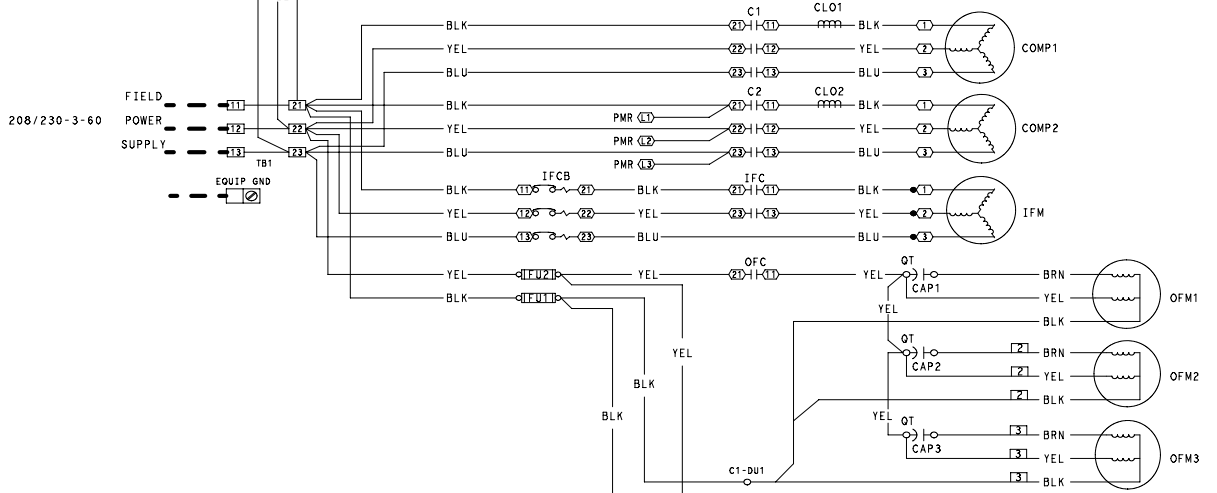 C1 CLO1
BLK 21 11 BLK 1
YEL 22 12 YEL 2 COMP1
BLU 23 13 BLU 3
FIELD C2 CLO2
11 21 BLK 21 11 BLK 1
PMR L1
208/230-3-60 POWER 12 22 YEL 22 12 YEL 2 COMP2
PMR L2
SUPPLY 13 23 BLU 23 13 BLU 3
TB1 PMR L3
EQUIP GND IFCB IFC
BLK 11 21 BLK 21 11 BLK 1
YEL 12 22 YEL 23 13 YEL 2 IFM
BLU 13 23 BLU BLU 3
OFC QT
YEL FU2 YEL 21 11 YEL BRN
CAP1
BLK FU1 YEL OFM1
YEL
BLK
QT
YEL 2 BRN
CAP2
2 YEL OFM2
BLK
2 BLK
BLK YEL QT
3 BRN
CAP3
3 YEL OFM3
C1-DU1
3 BLK